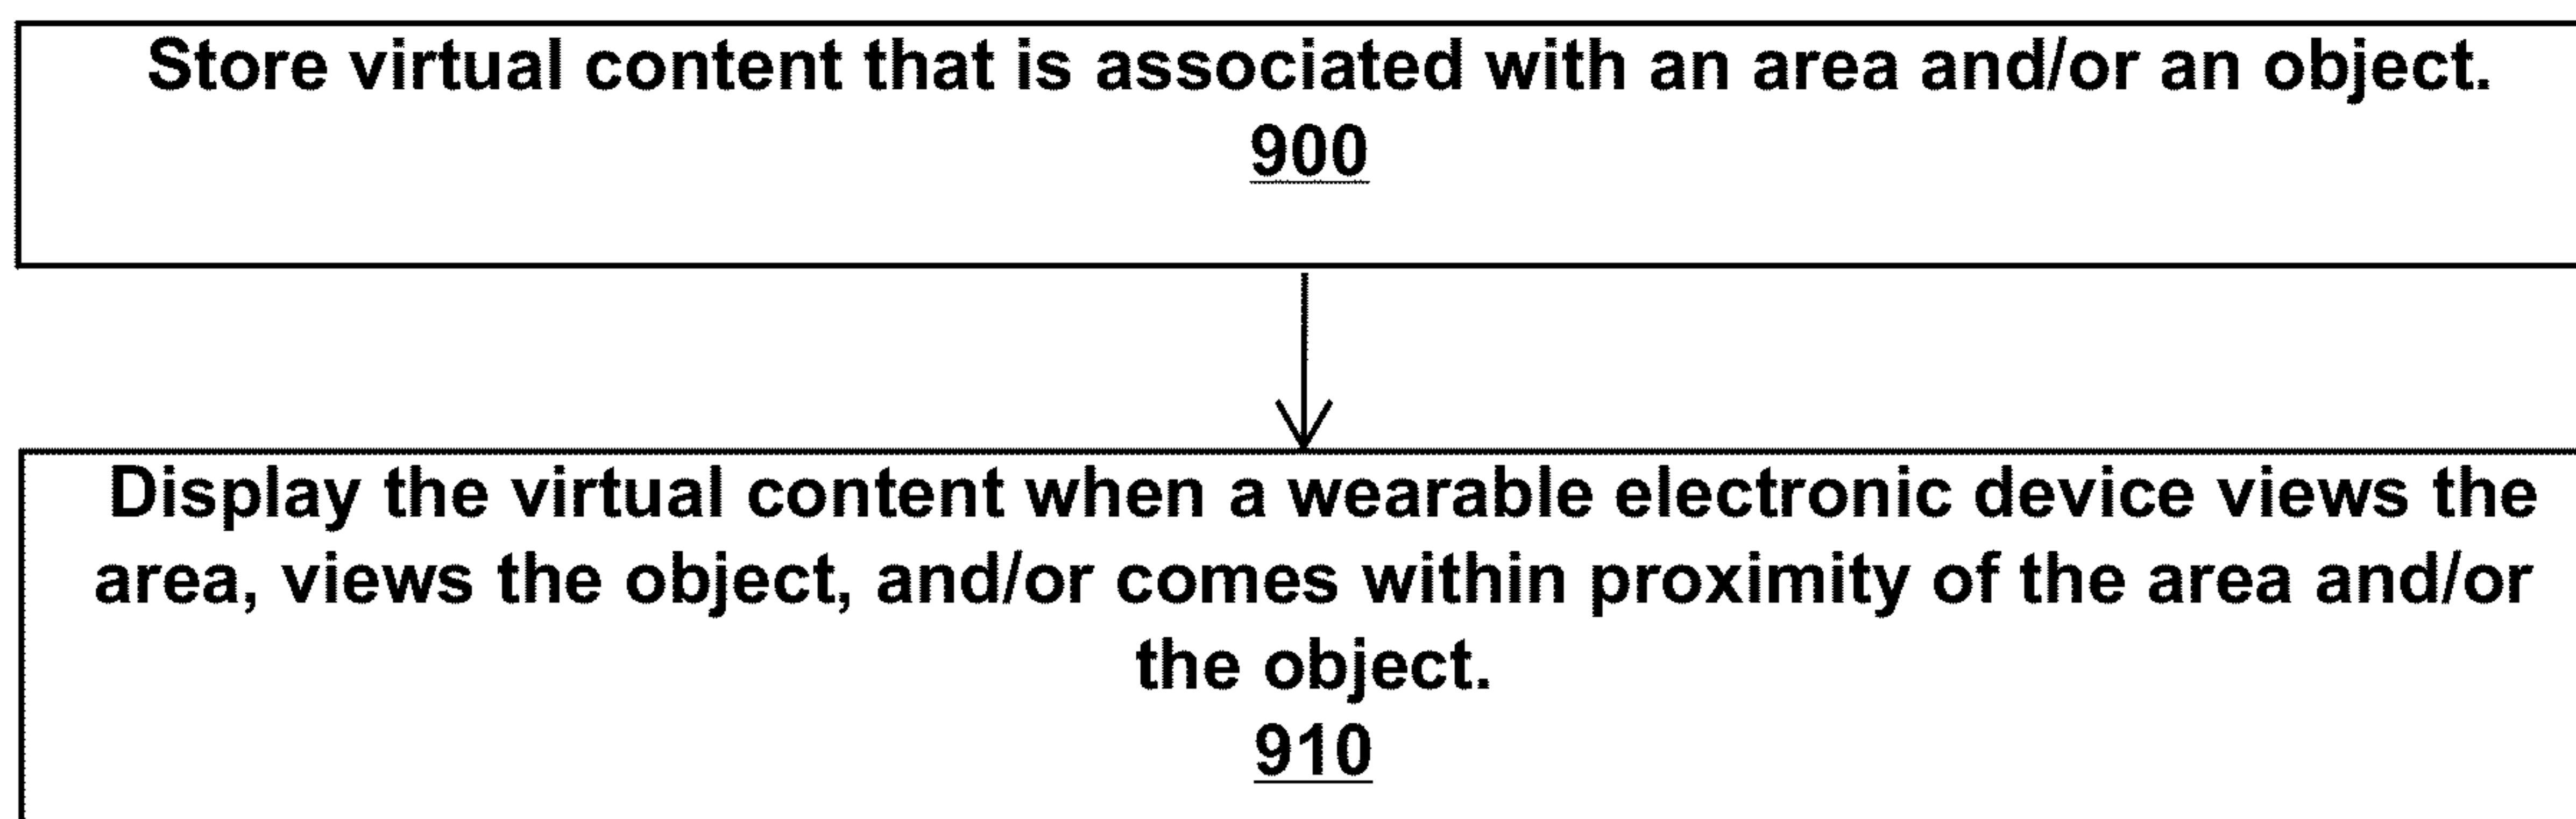 Store virtual content that is associated with an area and/or an object.
900
Display the virtual content when a wearable electronic device views the
area, views the object, and/or comes within proximity of the area and/or
the object.
910